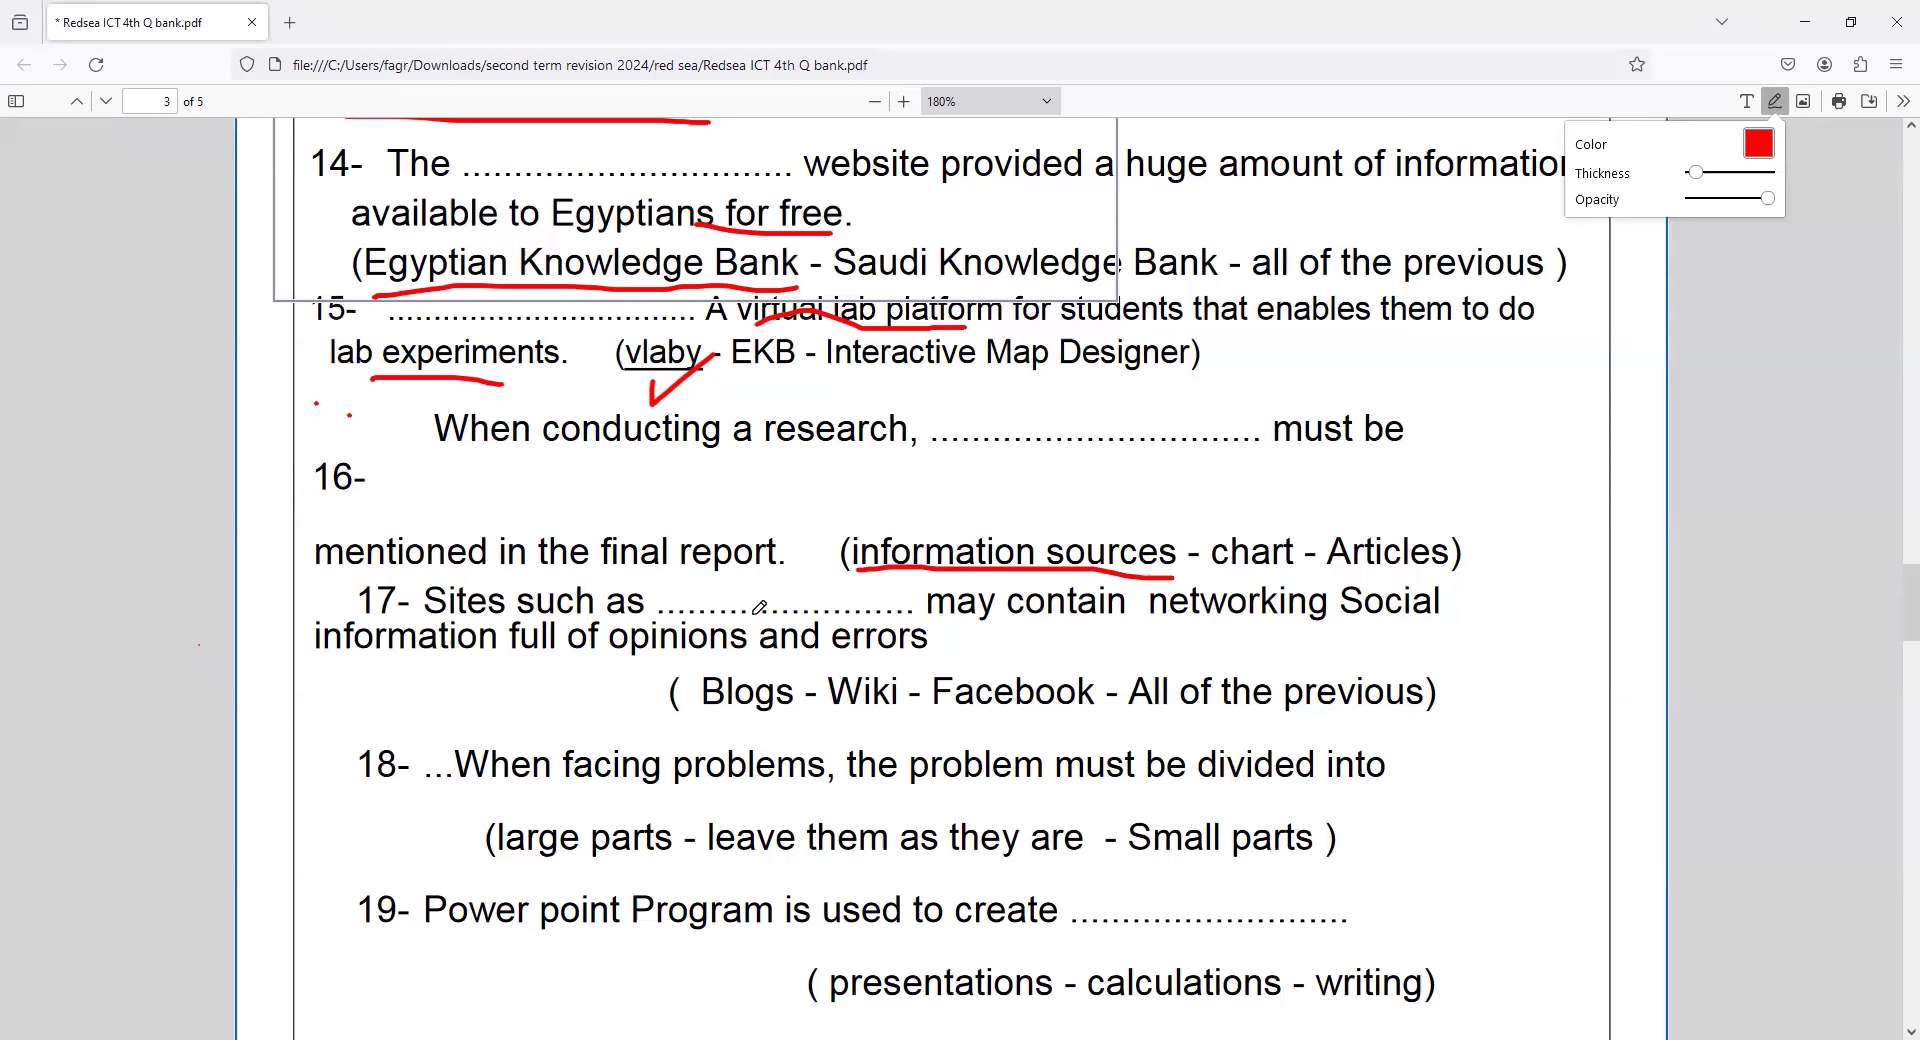 * Redsea ICT 4th Q bank.pdf
file:///C:/Users/fagr/Downloads/second term revision 2024/red sea/Redsea ICT 4th Q bank.pdf
3 of 5
180%
Color
Thickness
Opacity
14- The ................................ website provided a huge amount of information
available to Egyptians for free.
(Egyptian Knowledge Bank - Saudi Knowledge Bank - all of the previous )
15- .................................. A virtual lab platform for students that enables them to do
lab experiments. (vlaby - EKB - Interactive Map Designer)
When conducting a research, ................................ must be
16-
mentioned in the final report. (information sources - chart - Articles)
17- Sites such as ......................... may contain networking Social
information full of opinions and errors
( Blogs - Wiki - Facebook - All of the previous)
18- ...When facing problems, the problem must be divided into
(large parts - leave them as they are - Small parts )
19- Power point Program is used to create ...........................
( presentations - calculations - writing)